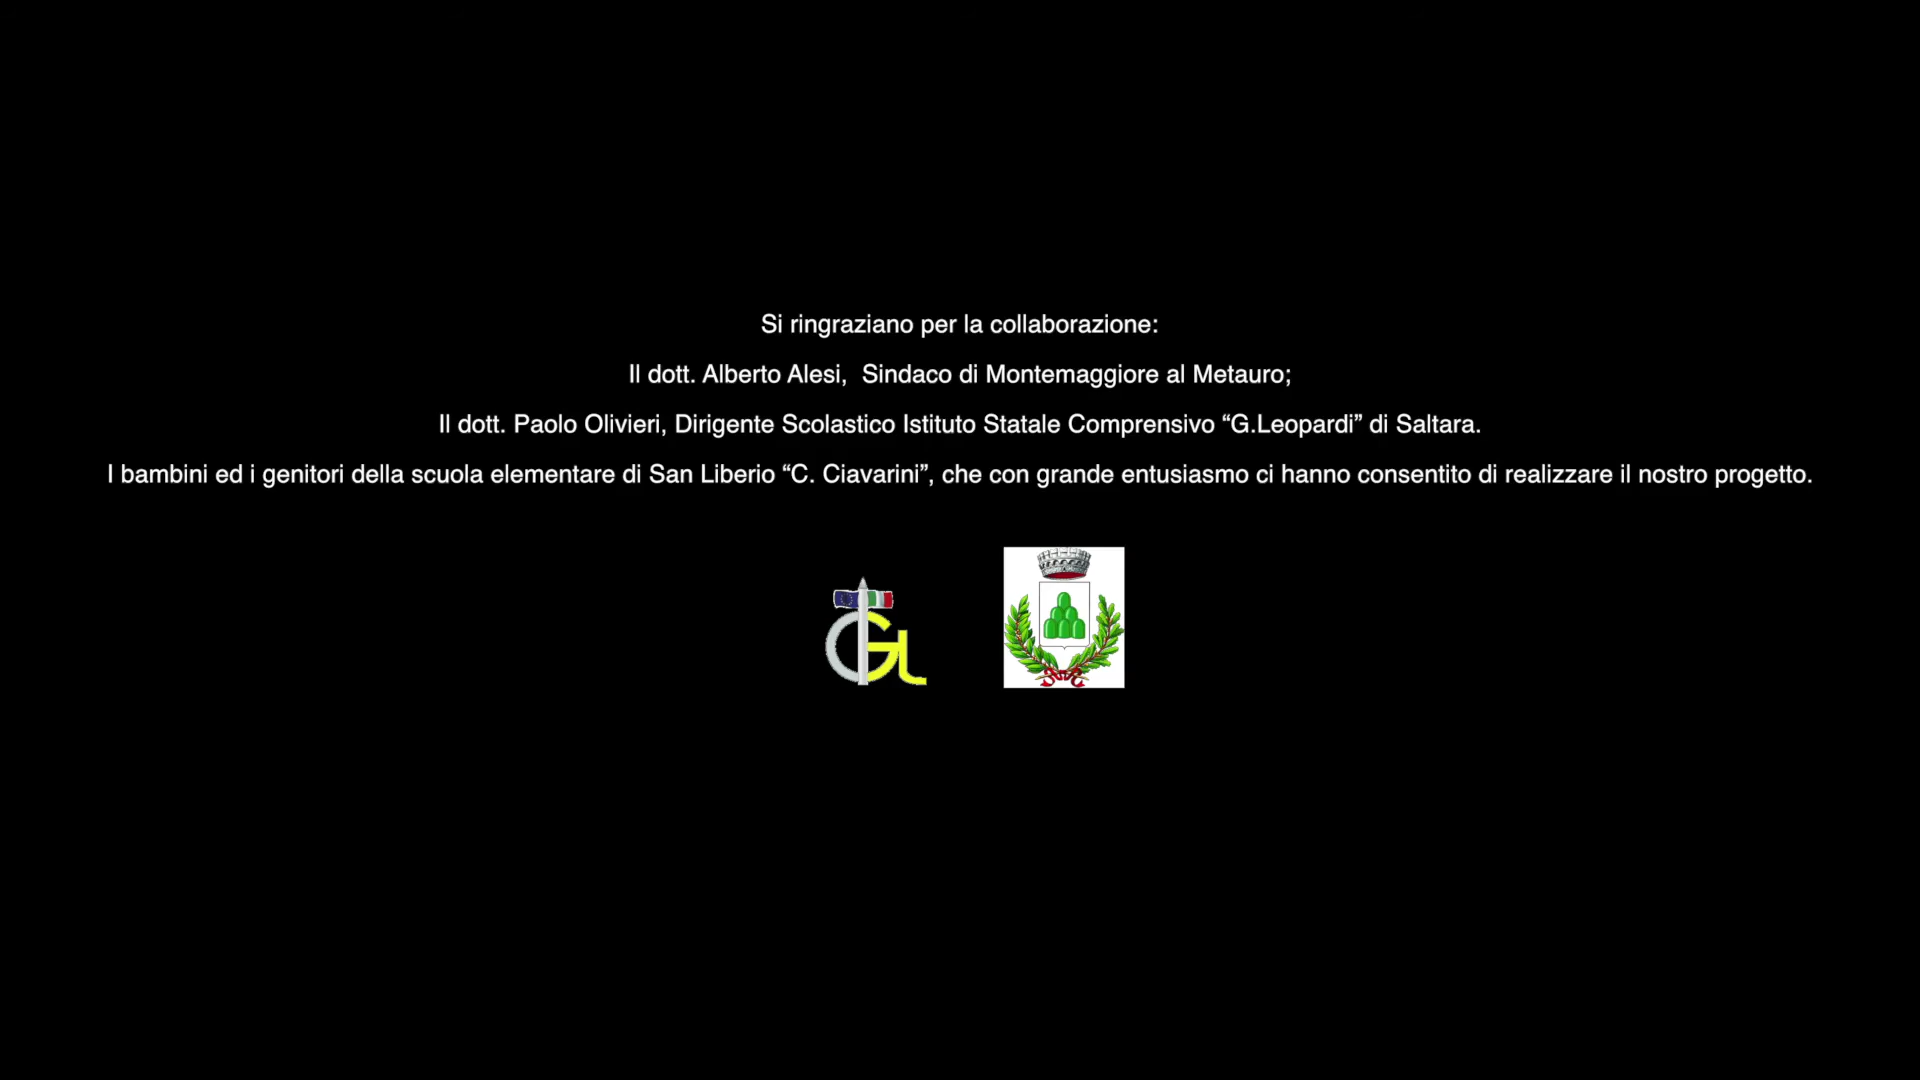 Si ringraziano per la collaborazione:
Il dott. Alberto Alesi,  Sindaco di Montemaggiore al Metauro;
Il dott. Paolo Olivieri, Dirigente Scolastico Istituto Statale Comprensivo “G.Leopardi” di Saltara.
I bambini ed i genitori della scuola elementare di San Liberio “C. Ciavarini”, che con grande entusiasmo ci hanno consentito di realizzare il nostro progetto.